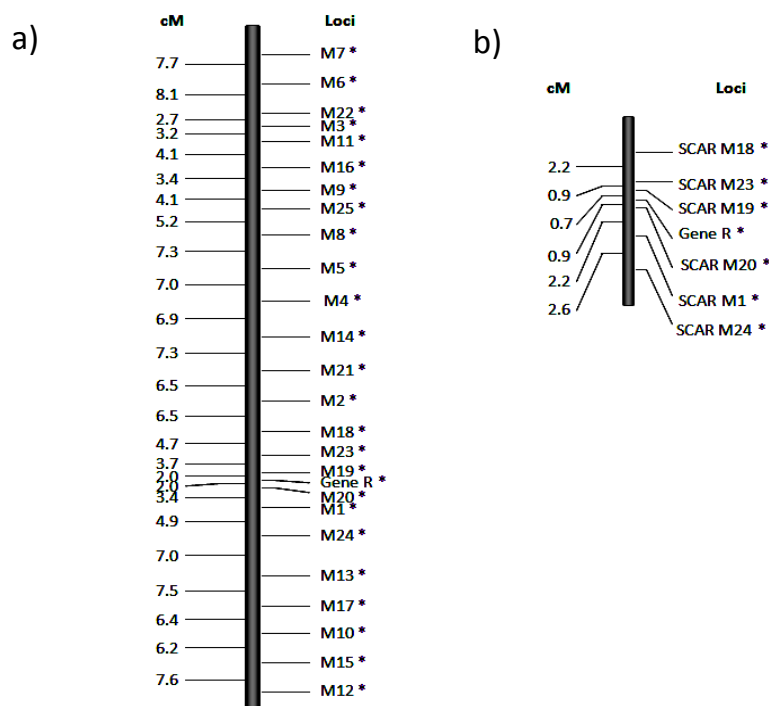 a)
cM Loci
M7 *
7.7
M6 *
8.1
M22 *
2.7
M3 *
3.2
M11 *
4.1
M16 *
3.4
M9 *
4.1
M25 *
5.2
M8 *
7.3
M5 *
7.0
M4 *
6.9
M14 *
7.3
M21 *
6.5
M2 *
6.5
M18 *
4.7
M23 *
3.7
M19 *
2.0
Gene R *
2.0
M20 *
3.4
M1 *
4.9
M24 *
7.0
M13 *
7.5
M17 *
6.4
M10 *
6.2
M15 *
7.6
M12 *
b)
cM Loci
SCAR M18 *
2.2
SCAR M23 *
0.9
SCAR M19 *
0.7
Gene R *
0.9
SCAR M20 *
2.2
SCAR M1 *
2.6
SCAR M24 *